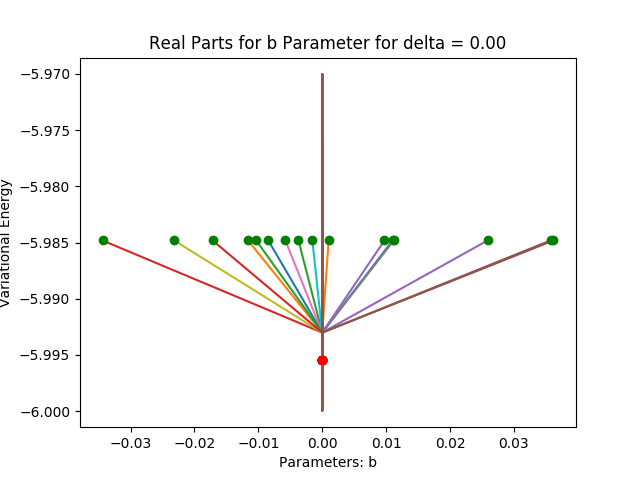 Real Parts for b Parameter for delta = 0.00
Variational Energy
−5.970
−5.975
−5.980
−5.985
−5.990
−5.995
−6.000
−0.03 −0.02 −0.01 0.00 0.01 0.02 0.03
Parameters: b